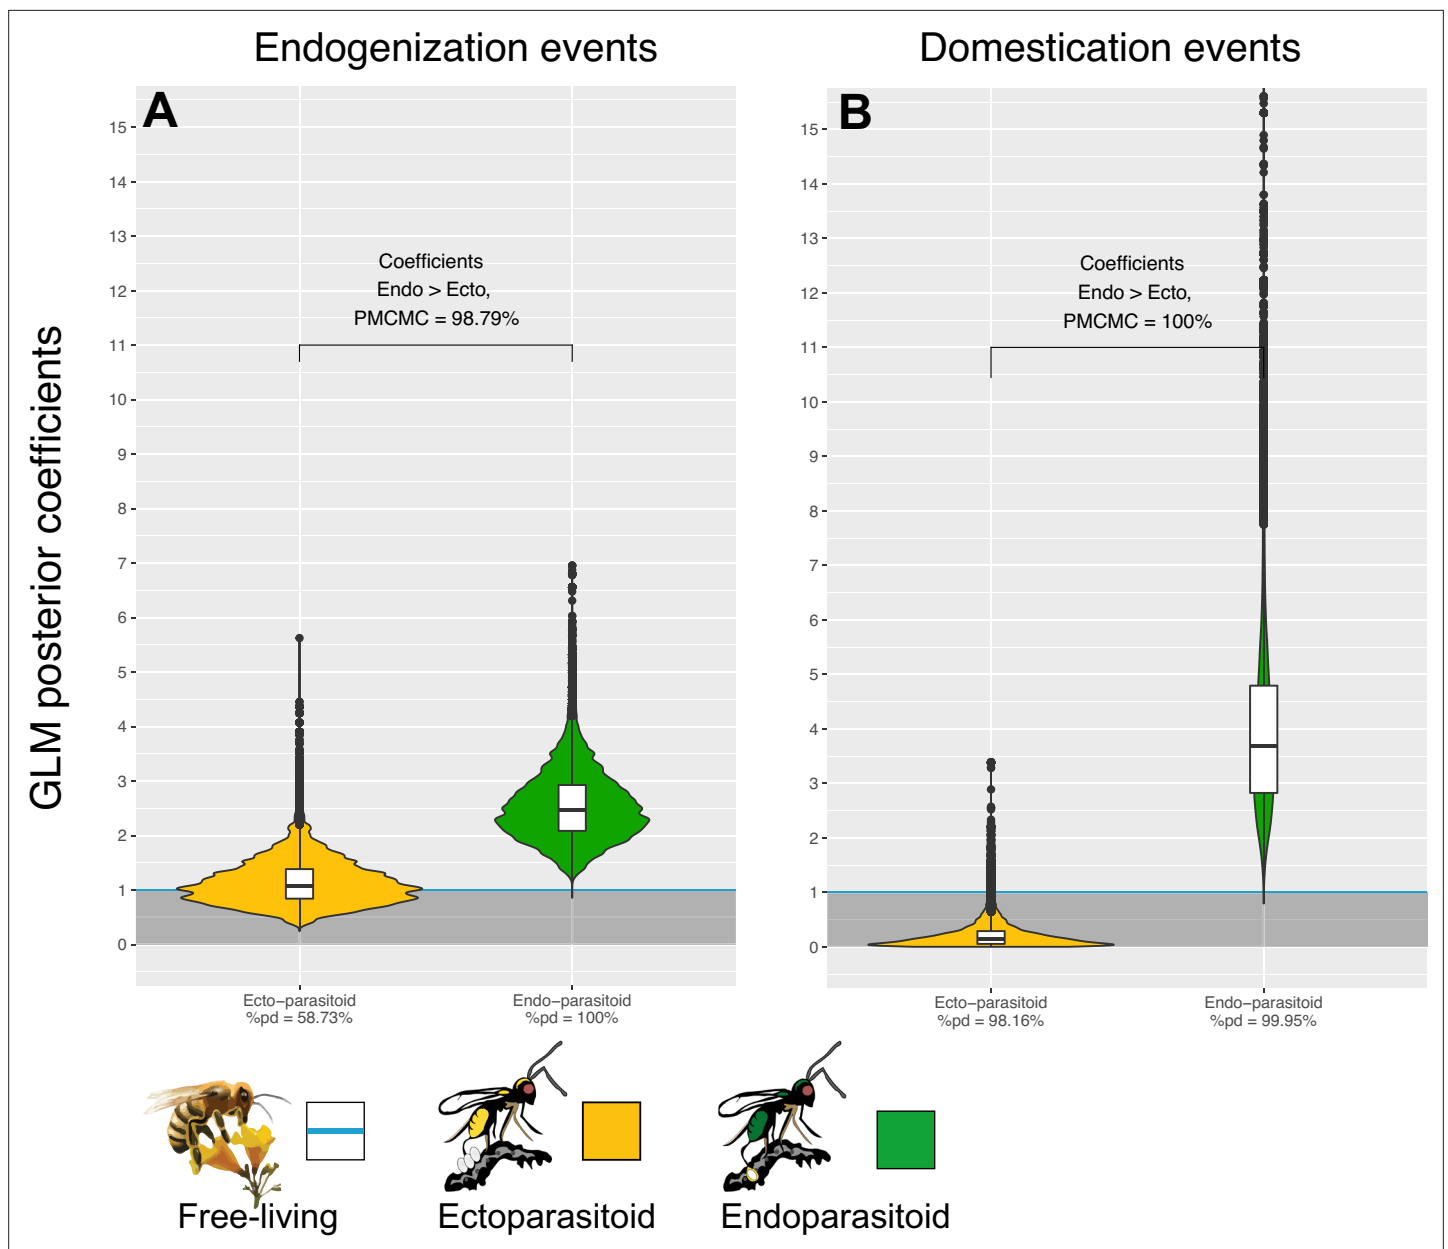 Endogenization events
Domestication events
GLM posterior coefficients
A
15
14
13
12
11
10
9
8
7
6
5
4
3
2
1
0
Coefficients
Endo > Ecto,
PMCMC = 98.79%
Ecto−parasitoid
%pd = 58.73%
Endo−parasitoid
%pd = 100%
B
15
14
13
12
11
10
9
8
7
6
5
4
3
2
1
0
Coefficients
Endo > Ecto,
PMCMC = 100%
Ecto−parasitoid
%pd = 98.16%
Endo−parasitoid
%pd = 99.95%
Free-living
Ectoparasitoid
Endoparasitoid